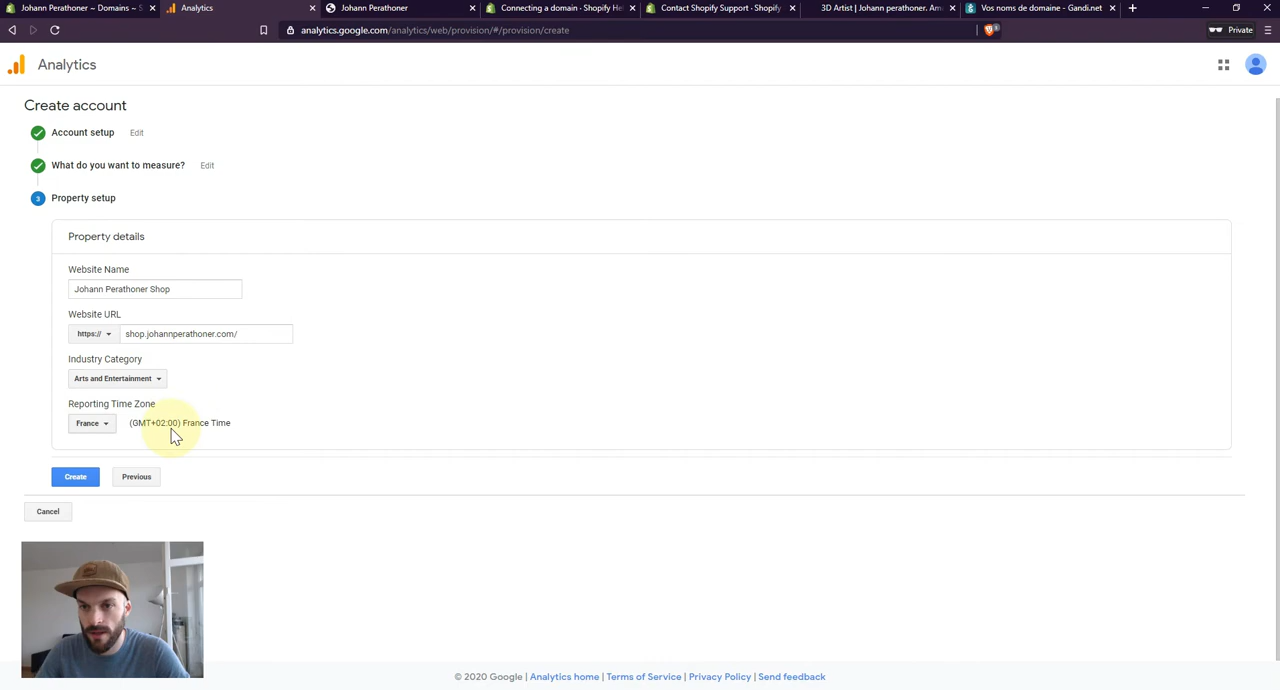 Johann Perathoner ~ Domains ~ S
Analytics
Johann Perathoner
Connecting a domain · Shopify He
Contact Shopify Support · Shopify
3D Artist | Johann perathoner. Am
Vos noms de domaine - Gandi.net
analytics.google.com/analytics/web/provision/#/provision/create
Private
Analytics
Create account
Account setup Edit
What do you want to measure? Edit
3 Property setup
Property details
Website Name
Johann Perathoner Shop
Website URL
https:// shop.johannperathoner.com/
Industry Category
Arts and Entertainment
Reporting Time Zone
France (GMT+02:00) France Time
Create Previous
Cancel
© 2020 Google | Analytics home | Terms of Service | Privacy Policy | Send feedback